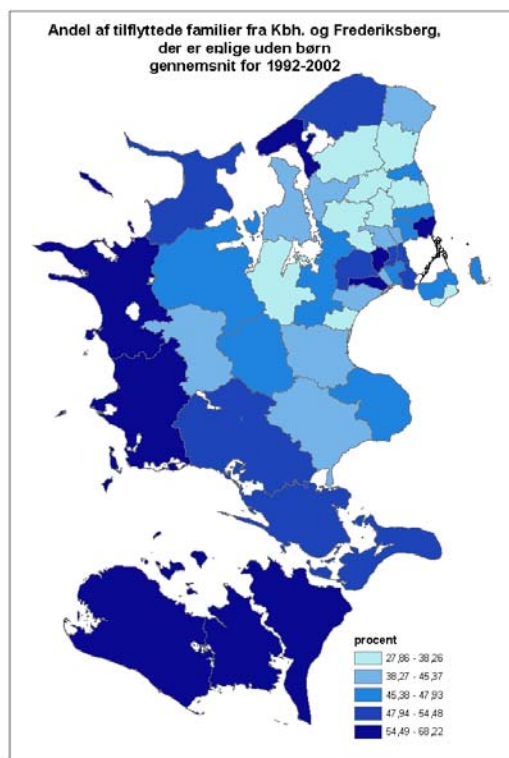 Andel af tilflyttede familier fra Kbh. og Frederiksberg,
der er enlige uden børn
gennemsnit for 1992-2002
procent
27,86 - 38,26
38,27 - 45,37
45,38 - 47,93
47,94 - 54,48
54,49 - 68,22